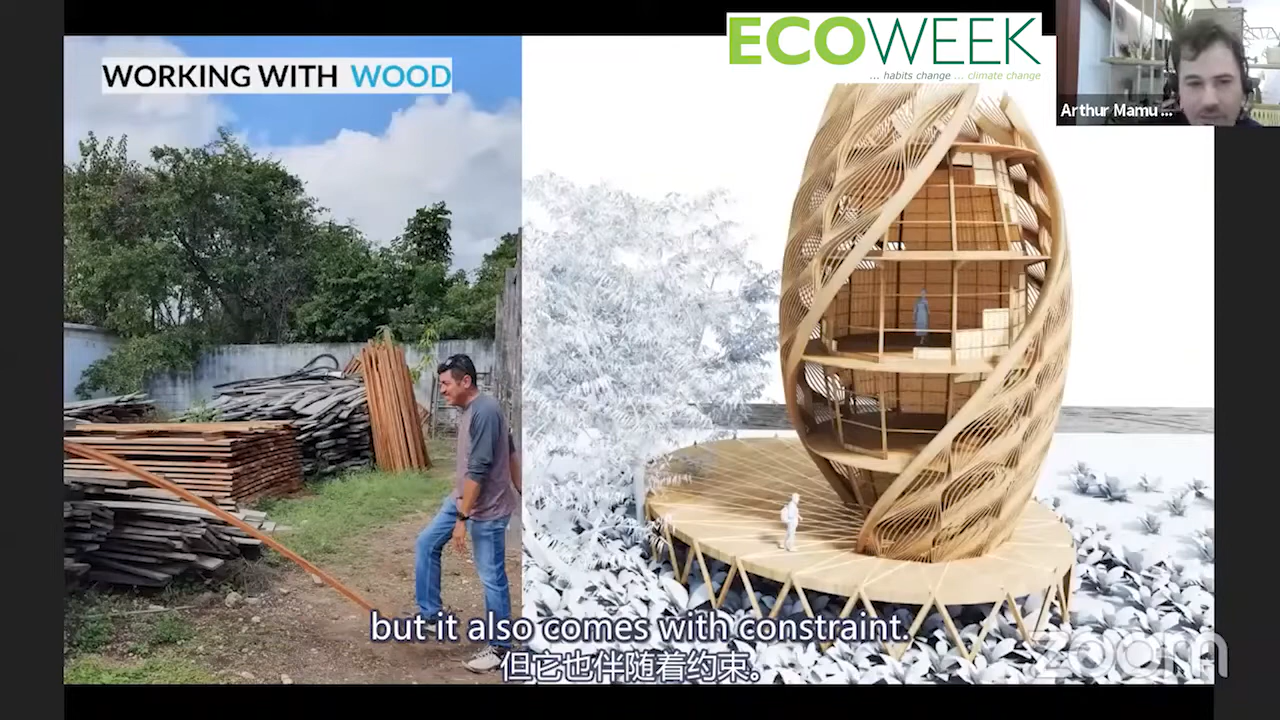 WORKING WITH WOOD
ECOWEEK
... habits change ... climate change
Arthur Mamu ...
but it also comes with constraint.
但它也伴随着约束。
zoom